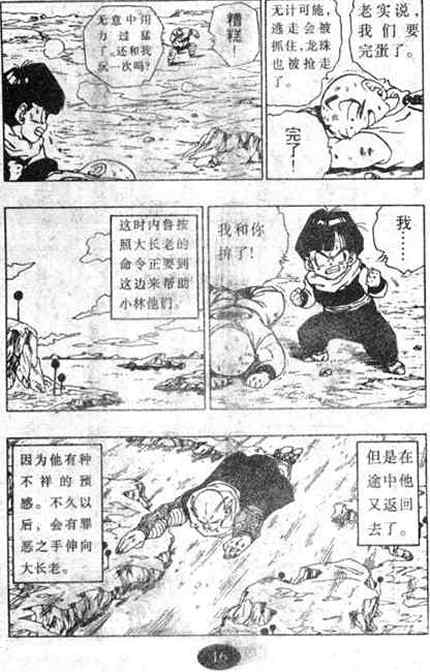 老实说，
我们要
完蛋了。
无计可能，
逃走会被
抓住，龙珠
也被抢走
了。
完了！
糟糕！
无意中用
力过猛
了，还和我
玩一次吗？
我……
我和你
拚了！
这时内鲁按
照大长老的
命令正要到
这边来帮助
小林他们。
但是在
途中他
又返回
去了。
因为他有种
不祥的预
感。不久以
后，会有罪
恶之手伸向
大长老。
16